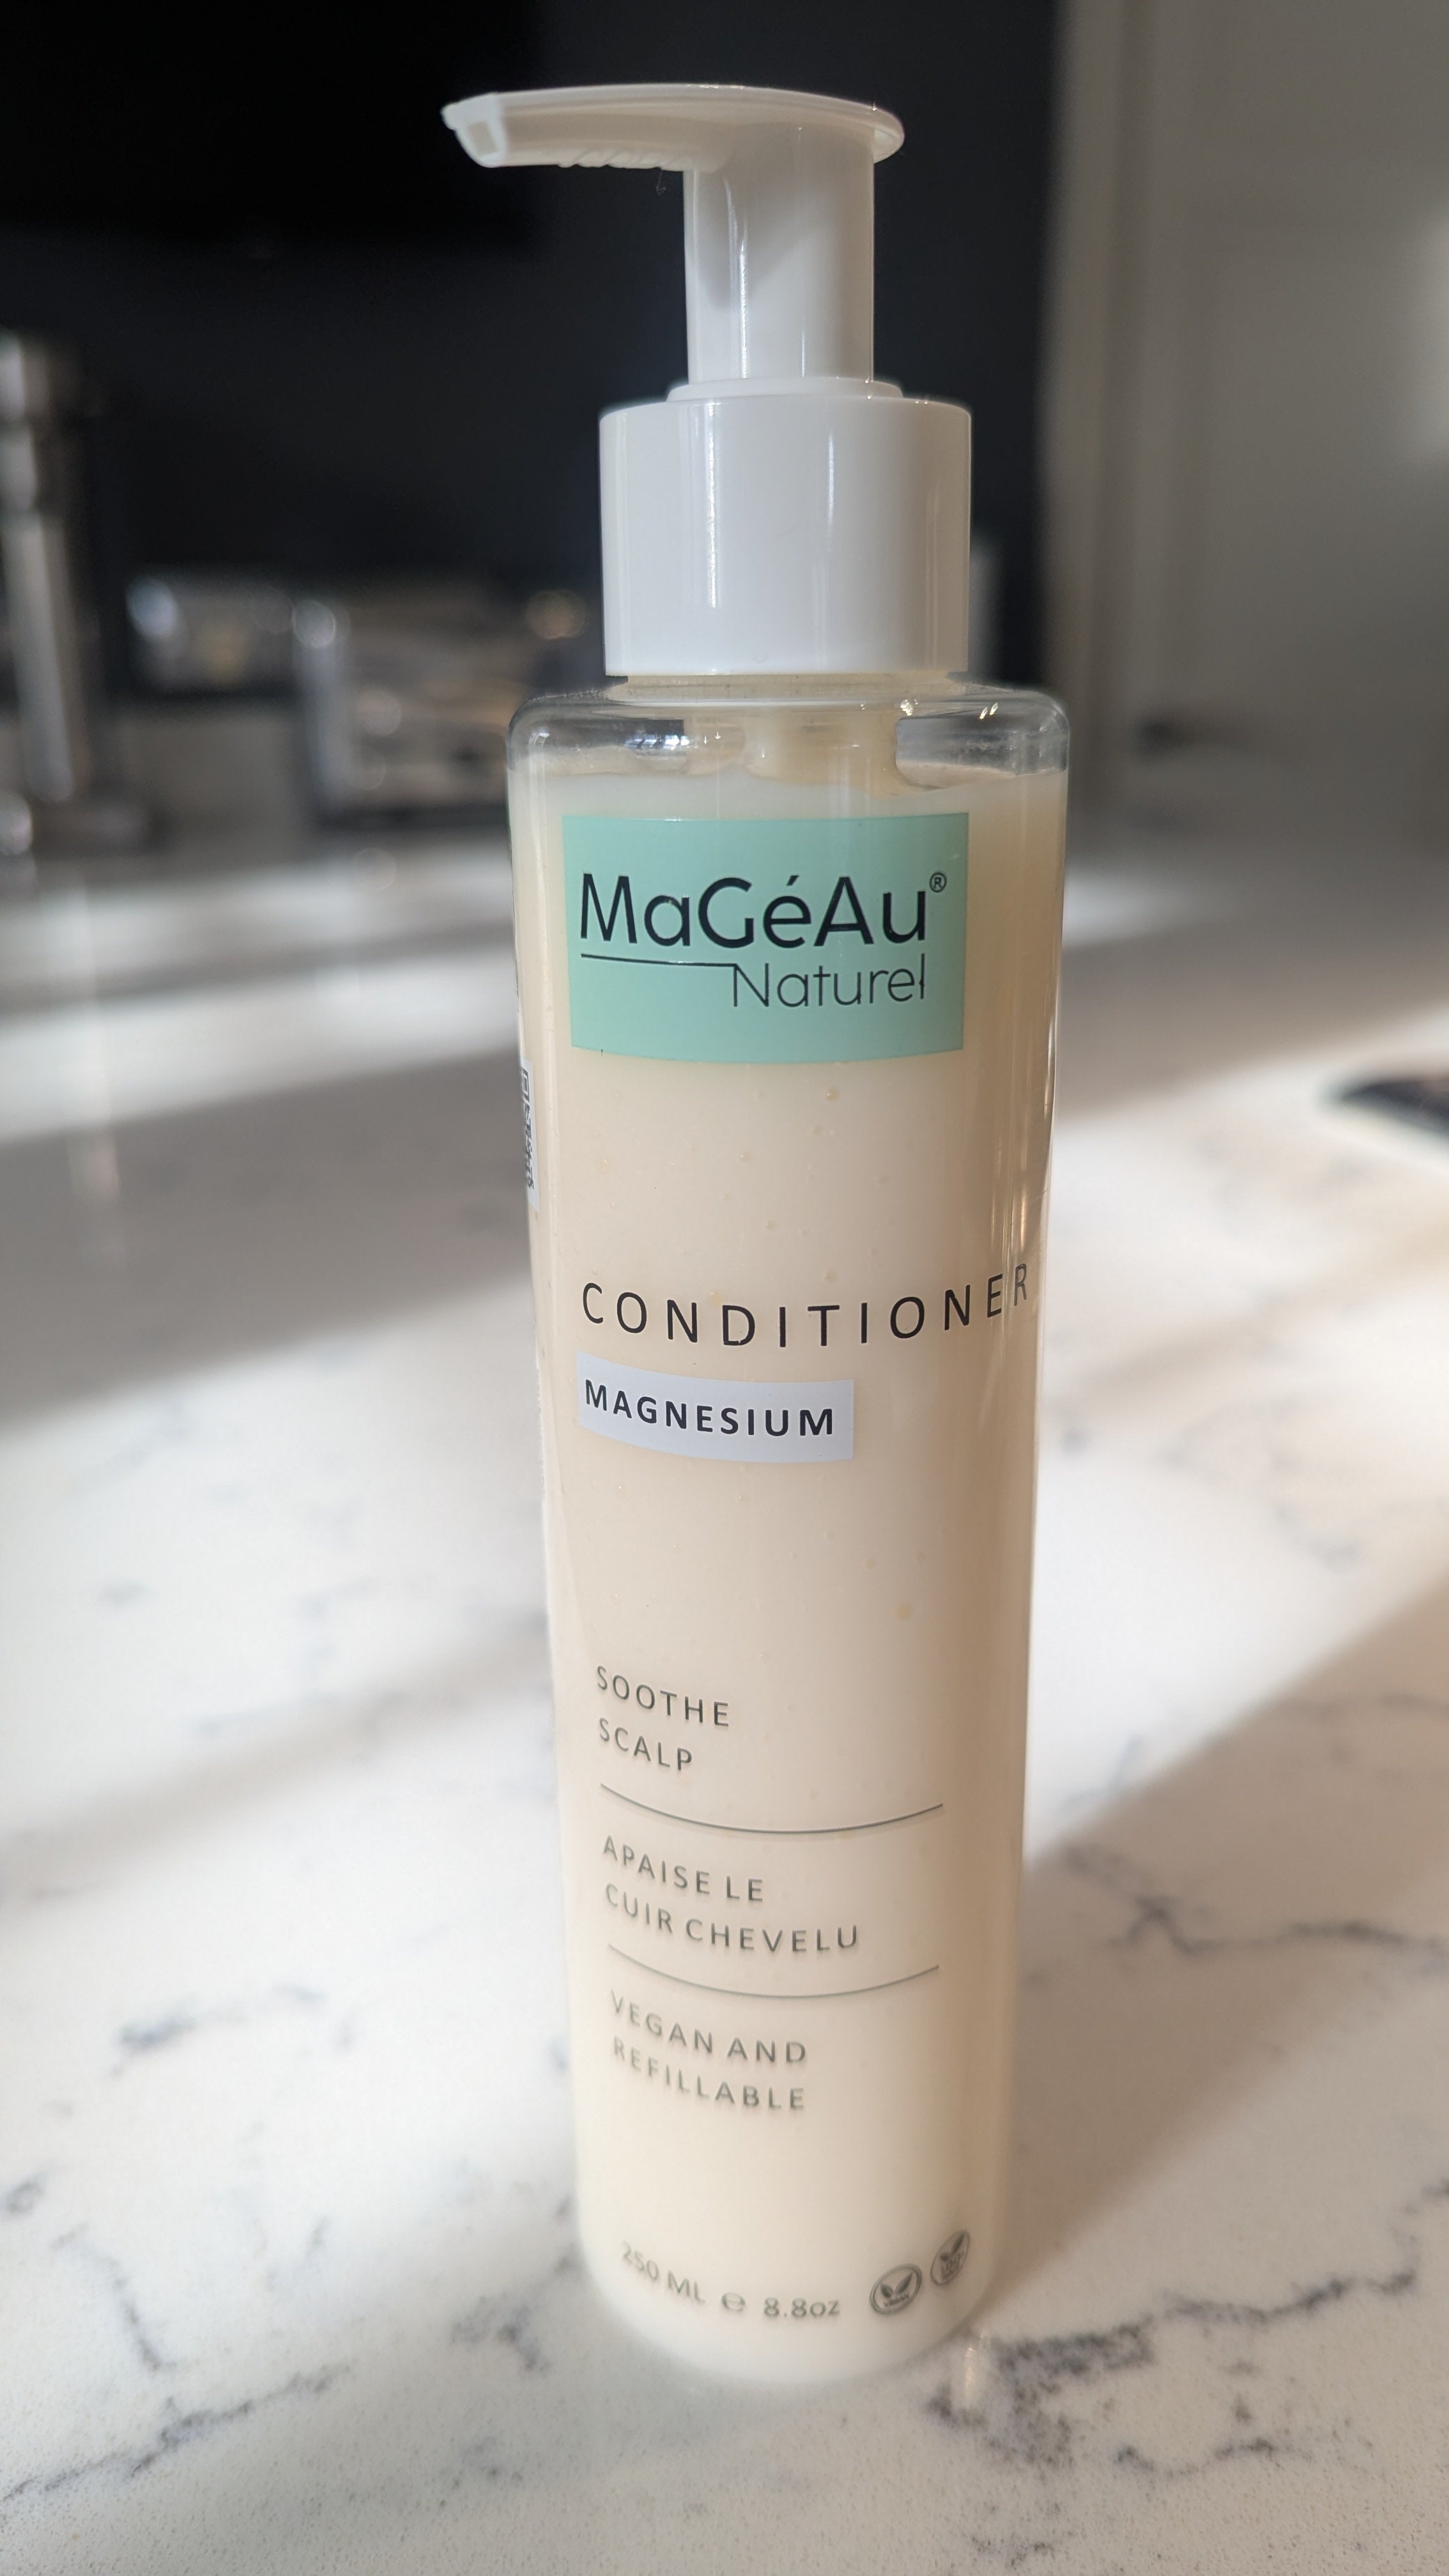 MaGéAu®
Naturel
CONDITIONER
MAGNESIUM
SOOTHE
SCALP
APAISE LE
CUIR CHEVELU
VEGAN AND
REFILLABLE
250 ML ℮ 8.8oz